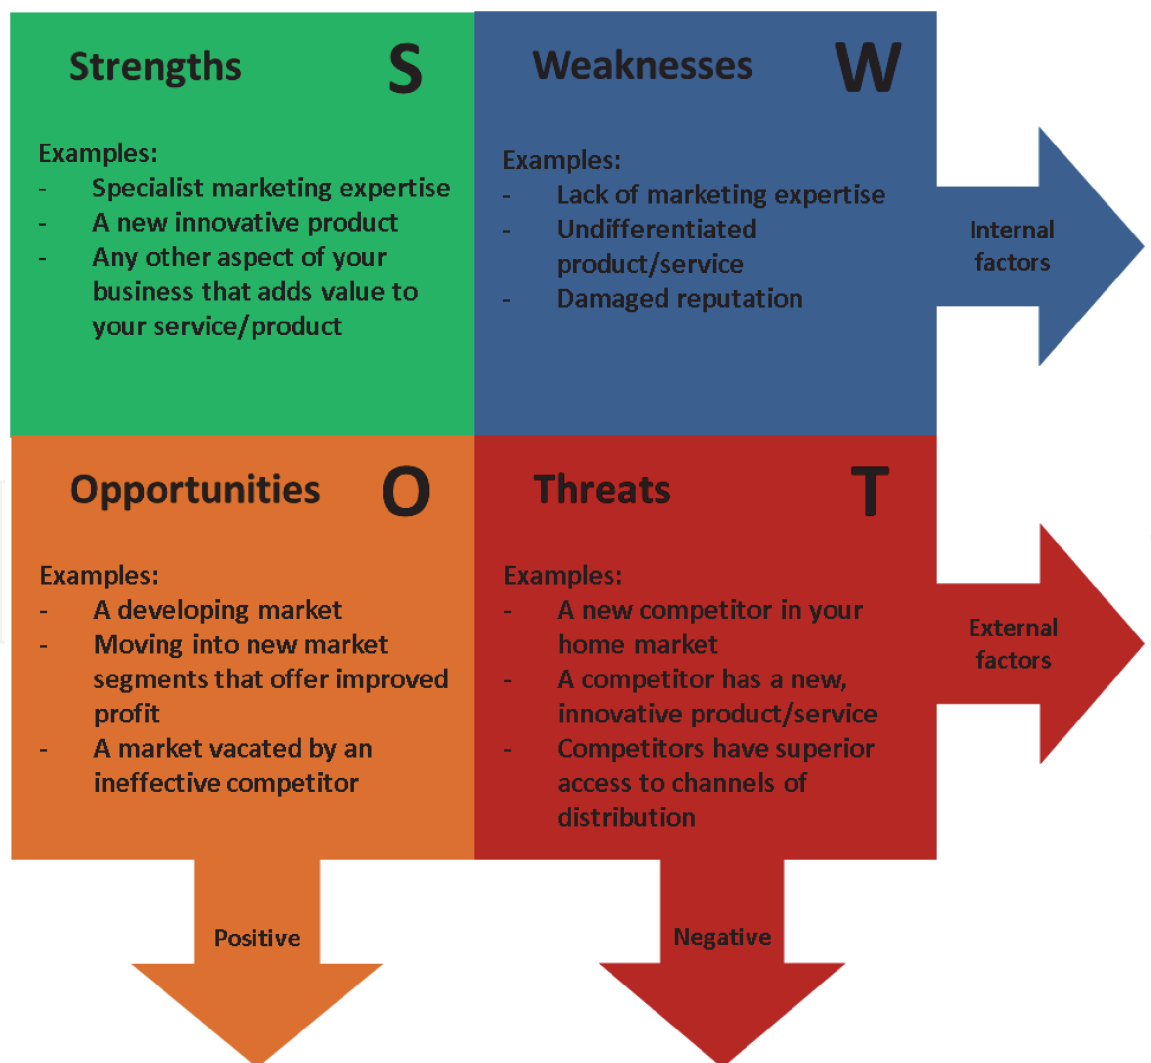 Strengths S
Examples:
- Specialist marketing expertise
- A new innovative product
- Any other aspect of your
business that adds value to
your service/product
Weaknesses W
Examples:
- Lack of marketing expertise
- Undifferentiated
product/service
- Damaged reputation
Internal
factors
Opportunities O
Examples:
- A developing market
- Moving into new market
segments that offer improved
profit
- A market vacated by an
ineffective competitor
Threats T
Examples:
- A new competitor in your
home market
- A competitor has a new,
innovative product/service
- Competitors have superior
access to channels of
distribution
External
factors
Positive
Negative